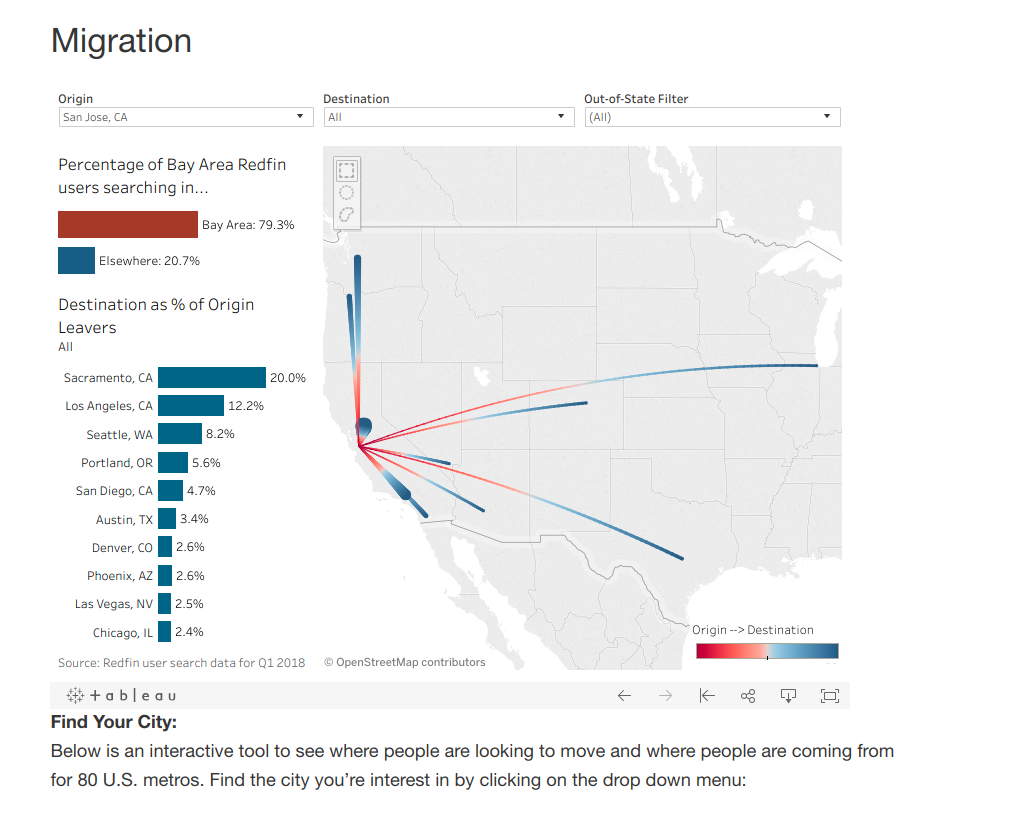 Migration
Origin
San Jose, CA
Destination
All
Out-of-State Filter
(All)
Percentage of Bay Area Redfin
users searching in...
Bay Area: 79.3%
Elsewhere: 20.7%
Destination as % of Origin
Leavers
All
Sacramento, CA 20.0%
Los Angeles, CA 12.2%
Seattle, WA 8.2%
Portland, OR 5.6%
San Diego, CA 4.7%
Austin, TX 3.4%
Denver, CO 2.6%
Phoenix, AZ 2.6%
Las Vegas, NV 2.5%
Chicago, IL 2.4%
Origin --> Destination
Source: Redfin user search data for Q1 2018
© OpenStreetMap contributors
+ a b l e a u
Find Your City:
Below is an interactive tool to see where people are looking to move and where people are coming from
for 80 U.S. metros. Find the city you’re interest in by clicking on the drop down menu: